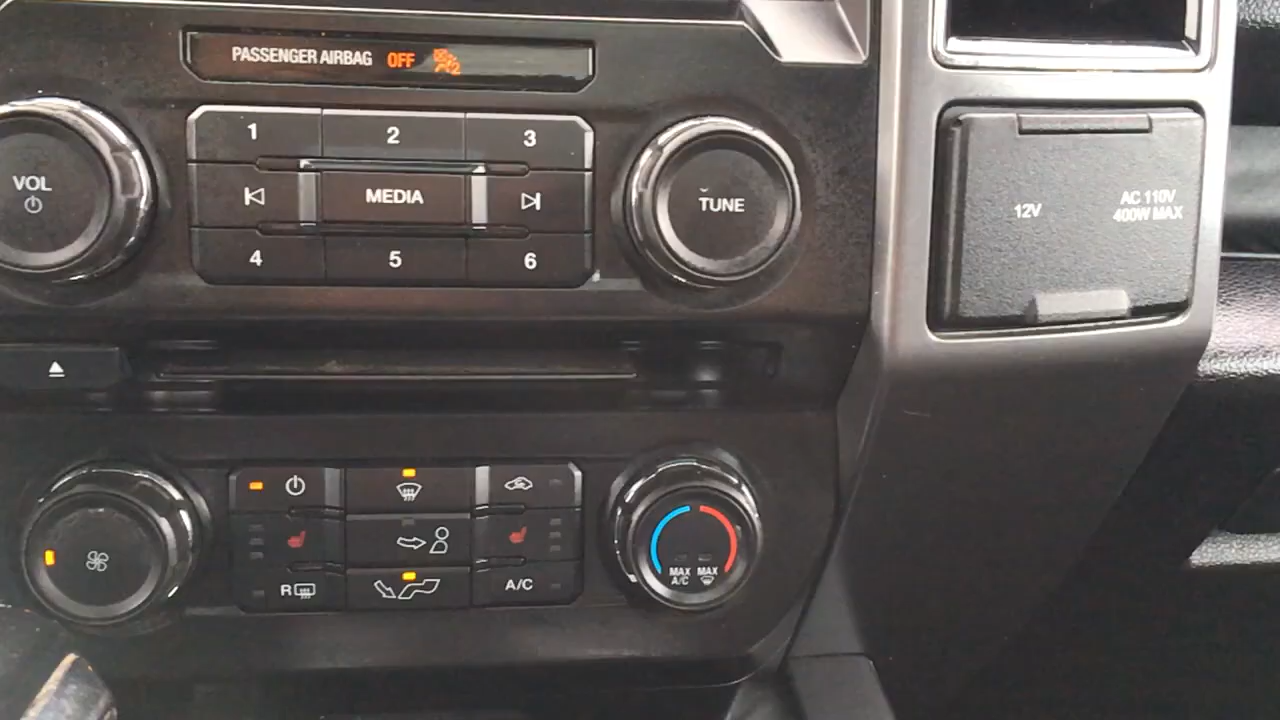 PASSENGER AIRBAG OFF
2
1
2
3
VOL
MEDIA
TUNE
4
5
6
12V
AC 110V
400W MAX
R
A/C
MAX
A/C
MAX